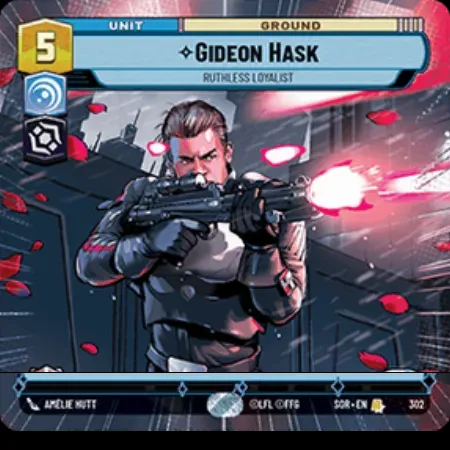 UNIT GROUND
5
GIDEON HASK
RUTHLESS LOYALIST
AMÉLIE HUTT ©LFL ©FFG SOR • EN 302